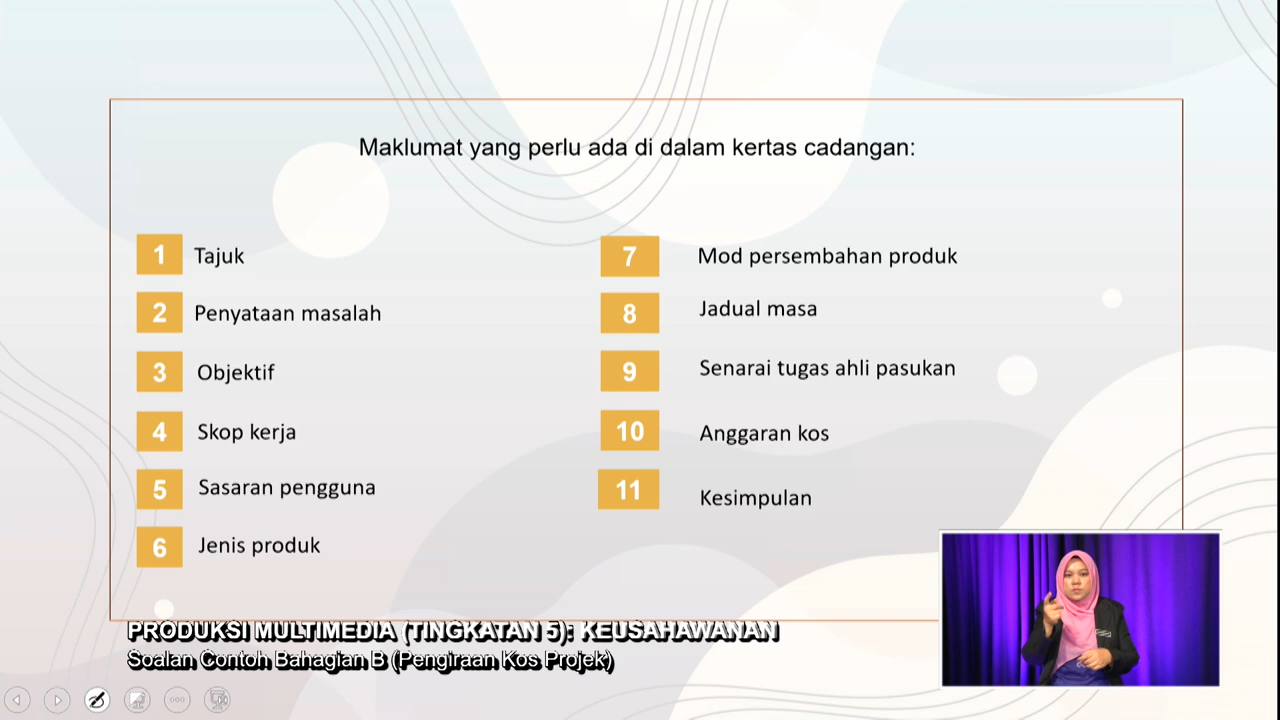 Maklumat yang perlu ada di dalam kertas cadangan:
1 Tajuk
2 Penyataan masalah
3 Objektif
4 Skop kerja
5 Sasaran pengguna
6 Jenis produk
7 Mod persembahan produk
8 Jadual masa
9 Senarai tugas ahli pasukan
10 Anggaran kos
11 Kesimpulan
PRODUKSI MULTIMEDIA (TINGKATAN 5): KEUSAHAWANAN
Soalan Contoh Bahagian B (Pengiraan Kos Projek)